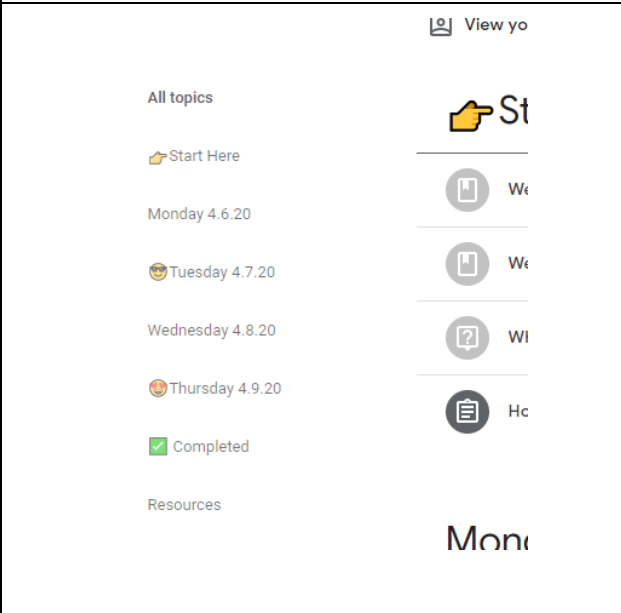 View yo
All topics
👉Start Here
Monday 4.6.20
😎Tuesday 4.7.20
Wednesday 4.8.20
😍Thursday 4.9.20
✅ Completed
Resources
👉St
We
We
Wh
Ho
Mond